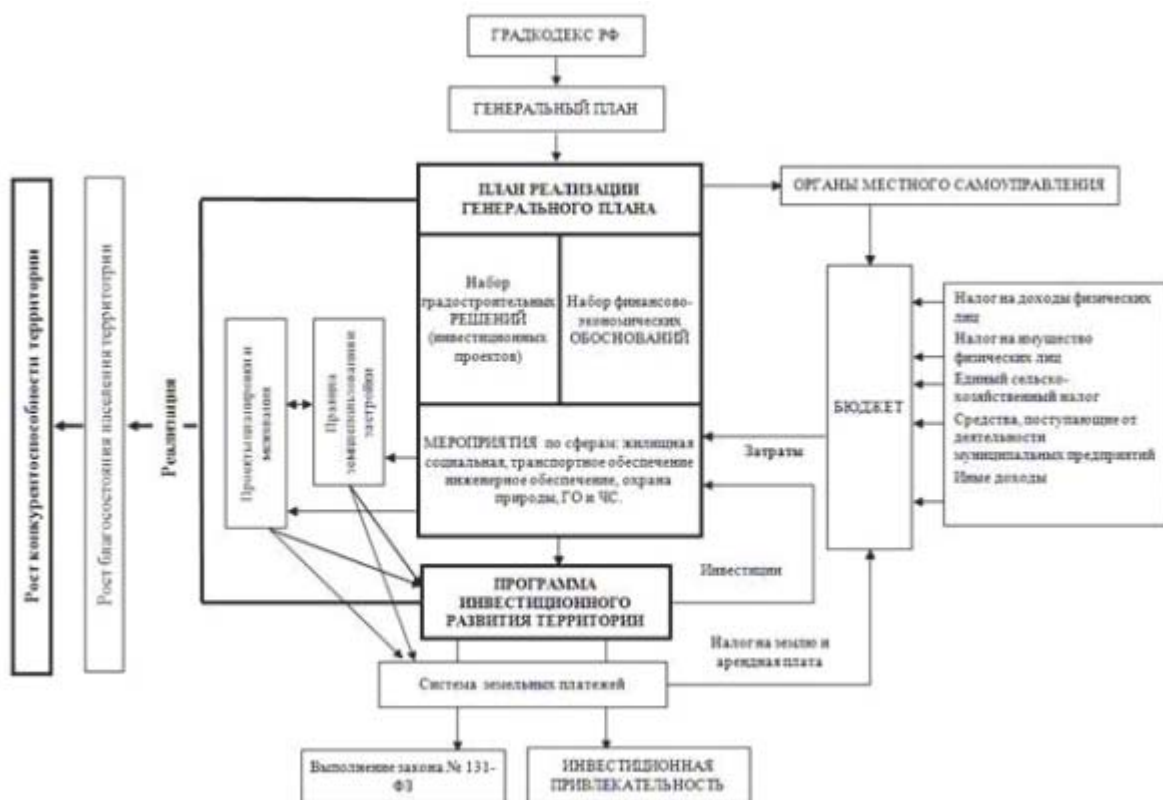 ГРАДКОДЕКС РФ
ГЕНЕРАЛЬНЫЙ ПЛАН
ПЛАН РЕАЛИЗАЦИИ
ГЕНЕРАЛЬНОГО ПЛАНА
ОРГАНЫ МЕСТНОГО САМОУПРАВЛЕНИЯ
Набор
градостроительных
РЕШЕНИЙ
(инвестиционных
проектов)
Набор финансово-
экономических
ОБОСНОВАНИЙ
МЕРОПРИЯТИЯ по сферам: жилищная
социальная, транспортное обеспечение
инженерное обеспечение, охрана
природы, ГО и ЧС.
Рост конкурентоспособности территории
Рост благосостояния населения территории
Реализация
Проекты планировки и
межевания
Правила
землепользования и
застройки
БЮДЖЕТ
Налог на доходы физических
лиц
Налог на имущество
физических лиц
Единый сельско-
хозяйственный налог
Средства, поступающие от
деятельности
муниципальных предприятий
Иные доходы
Затраты
Инвестиции
ПРОГРАММА
ИНВЕСТИЦИОННОГО
РАЗВИТИЯ ТЕРРИТОРИИ
Налог на землю и
арендная плата
Система земельных платежей
Выполнение закона № 131-
ФЗ
ИНВЕСТИЦИОННАЯ
ПРИВЛЕКАТЕЛЬНОСТЬ